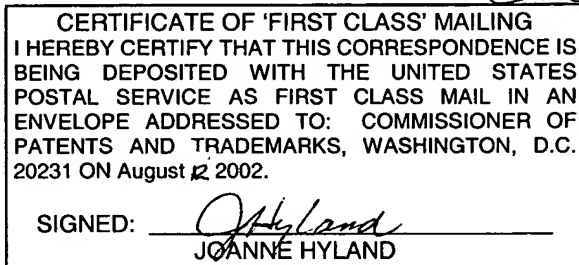 CERTIFICATE OF 'FIRST CLASS' MAILING
I HEREBY CERTIFY THAT THIS CORRESPONDENCE IS
BEING DEPOSITED WITH THE UNITED STATES
POSTAL SERVICE AS FIRST CLASS MAIL IN AN
ENVELOPE ADDRESSED TO: COMMISSIONER OF
PATENTS AND TRADEMARKS, WASHINGTON, D.C.
20231 ON August 12 2002.
SIGNED: JHyland
JOANNE HYLAND